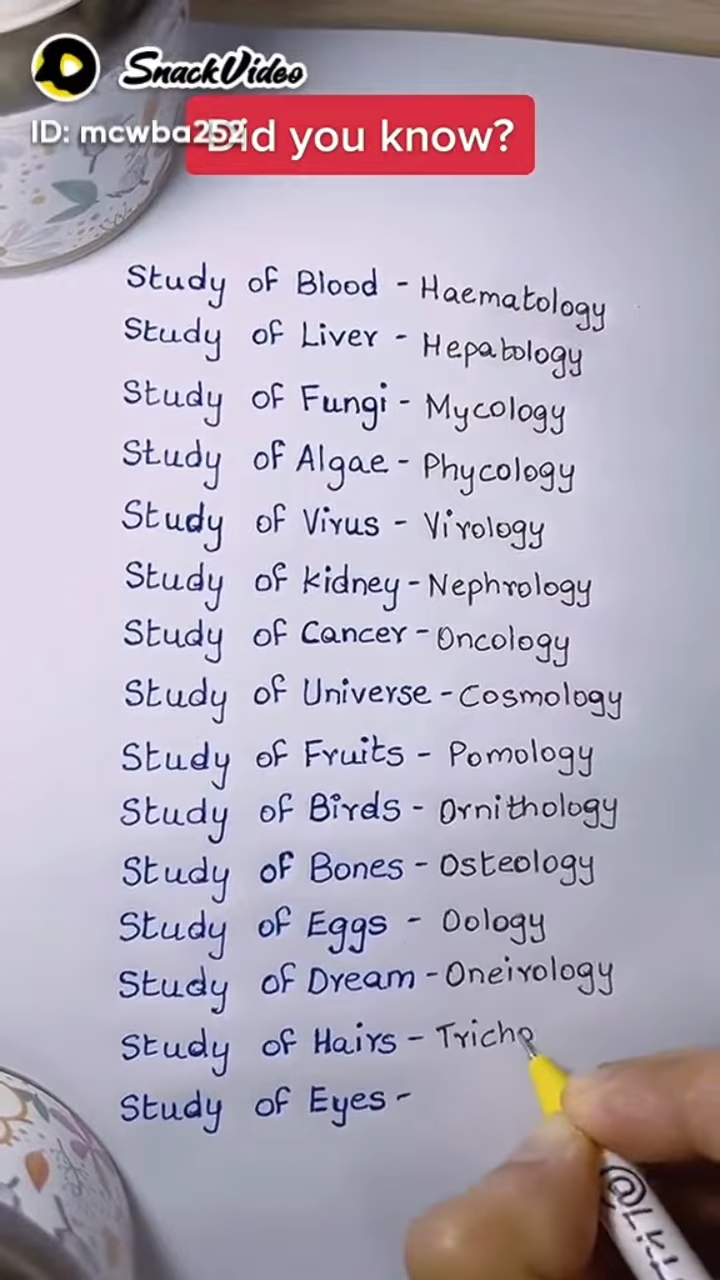 SnackVideo
ID: mcwba252
Did you know?
Study of Blood - Haematology
Study of Liver - Hepatology
Study of Fungi - Mycology
Study of Algae - Phycology
Study of Virus - Virology
Study of kidney - Nephrology
Study of Cancer - Oncology
Study of Universe - Cosmology
Study of Fruits - Pomology
Study of Birds - Ornithology
Study of Bones - Osteology
Study of Eggs - Oology
Study of Dream - Oneirology
Study of Hairs - Tricho
Study of Eyes -